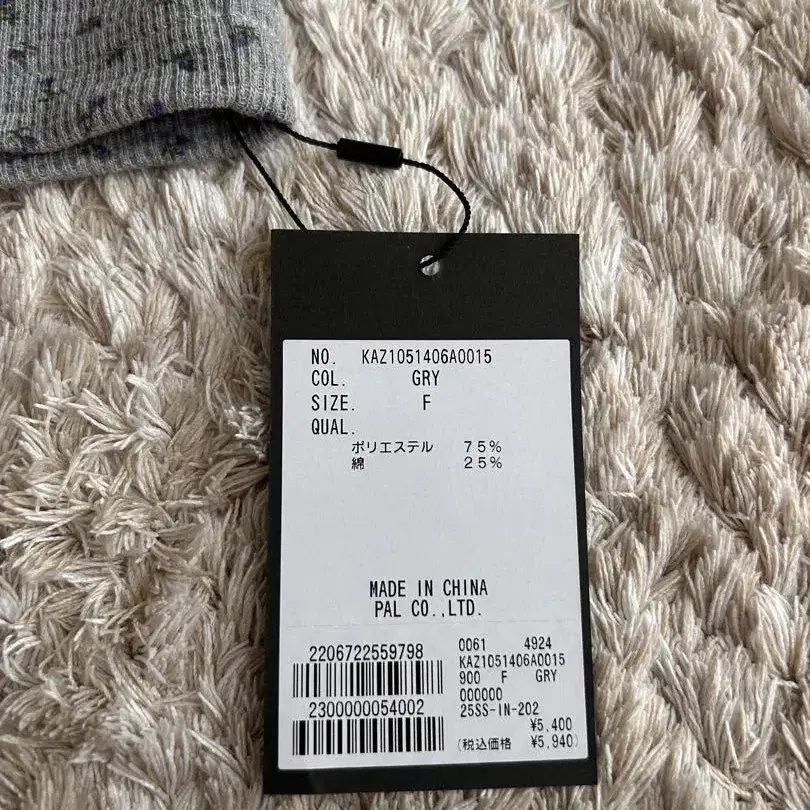 NO. KAZ1051406A0015
COL. GRY
SIZE. F
QUAL.
ポリエステル 75%
綿 25%
MADE IN CHINA
PAL CO.,LTD.
2206722559798
2300000054002
0061 4924
KAZ1051406A0015
900 F GRY
000000
25SS-IN-202
¥5,400
(税込価格 ¥5,940)